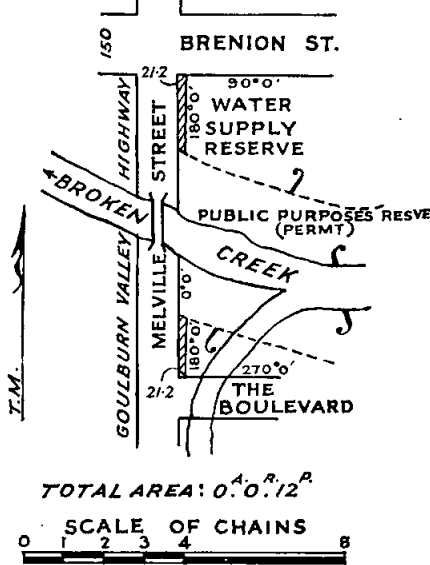 150
BRENION ST.
21·2
90°0'
180°0'
WATER
SUPPLY
RESERVE
GOULBURN VALLEY HIGHWAY
MELVILLE STREET
BROKEN
CREEK
PUBLIC PURPOSES RESVE
(PERMT)
0°0'
180°0'
270°0'
21·2
THE
BOULEVARD
T.M.
TOTAL AREA: 0.A 0.R 12P.
SCALE OF CHAINS
0 1 2 3 4 8